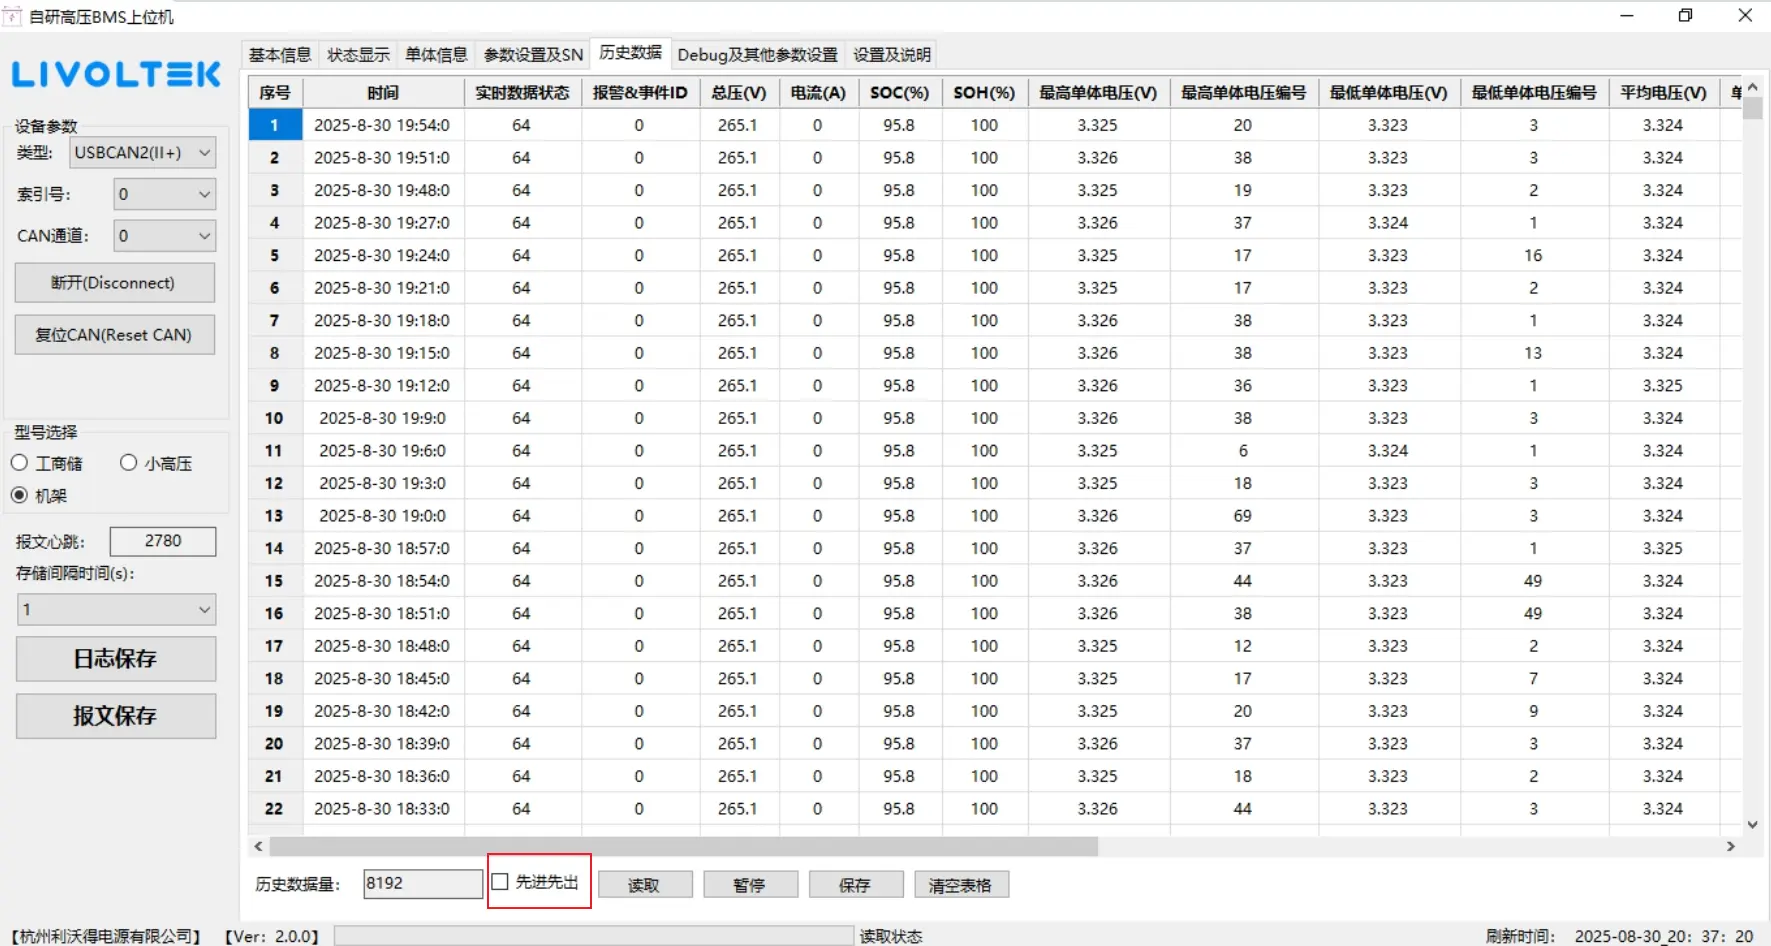 自研高压BMS上位机
LIVOLTEK
基本信息 状态显示 单体信息 参数设置及SN 历史数据 Debug及其他参数设置 设置及说明
设备参数
类型: USBCAN2(II+)
索引号: 0
CAN通道: 0
断开(Disconnect)
复位CAN(Reset CAN)
型号选择
工商储 小高压
机架
报文心跳: 2780
存储间隔时间(s):
1
日志保存
报文保存
序号 时间 实时数据状态 报警&事件ID 总压(V) 电流(A) SOC(%) SOH(%) 最高单体电压(V) 最高单体电压编号 最低单体电压(V) 最低单体电压编号 平均电压(V)
1 2025-8-30 19:54:0 64 0 265.1 0 95.8 100 3.325 20 3.323 3 3.324
2 2025-8-30 19:51:0 64 0 265.1 0 95.8 100 3.326 38 3.323 3 3.324
3 2025-8-30 19:48:0 64 0 265.1 0 95.8 100 3.325 19 3.323 2 3.324
4 2025-8-30 19:27:0 64 0 265.1 0 95.8 100 3.326 37 3.324 1 3.324
5 2025-8-30 19:24:0 64 0 265.1 0 95.8 100 3.325 17 3.323 16 3.324
6 2025-8-30 19:21:0 64 0 265.1 0 95.8 100 3.325 17 3.323 2 3.324
7 2025-8-30 19:18:0 64 0 265.1 0 95.8 100 3.326 38 3.323 1 3.324
8 2025-8-30 19:15:0 64 0 265.1 0 95.8 100 3.326 38 3.323 13 3.324
9 2025-8-30 19:12:0 64 0 265.1 0 95.8 100 3.326 36 3.323 1 3.325
10 2025-8-30 19:9:0 64 0 265.1 0 95.8 100 3.326 38 3.323 3 3.324
11 2025-8-30 19:6:0 64 0 265.1 0 95.8 100 3.325 6 3.324 1 3.324
12 2025-8-30 19:3:0 64 0 265.1 0 95.8 100 3.325 18 3.323 3 3.324
13 2025-8-30 19:0:0 64 0 265.1 0 95.8 100 3.326 69 3.323 3 3.324
14 2025-8-30 18:57:0 64 0 265.1 0 95.8 100 3.326 37 3.323 1 3.325
15 2025-8-30 18:54:0 64 0 265.1 0 95.8 100 3.326 44 3.323 49 3.324
16 2025-8-30 18:51:0 64 0 265.1 0 95.8 100 3.326 38 3.323 49 3.324
17 2025-8-30 18:48:0 64 0 265.1 0 95.8 100 3.325 12 3.323 2 3.324
18 2025-8-30 18:45:0 64 0 265.1 0 95.8 100 3.325 17 3.323 7 3.324
19 2025-8-30 18:42:0 64 0 265.1 0 95.8 100 3.325 20 3.323 9 3.324
20 2025-8-30 18:39:0 64 0 265.1 0 95.8 100 3.326 37 3.323 3 3.324
21 2025-8-30 18:36:0 64 0 265.1 0 95.8 100 3.325 18 3.323 2 3.324
22 2025-8-30 18:33:0 64 0 265.1 0 95.8 100 3.326 44 3.323 3 3.324
历史数据量: 8192 先进先出 读取 暂停 保存 清空表格
【杭州利沃得电源有限公司】 【Ver: 2.0.0】 读取状态 刷新时间: 2025-08-30_20: 37: 20